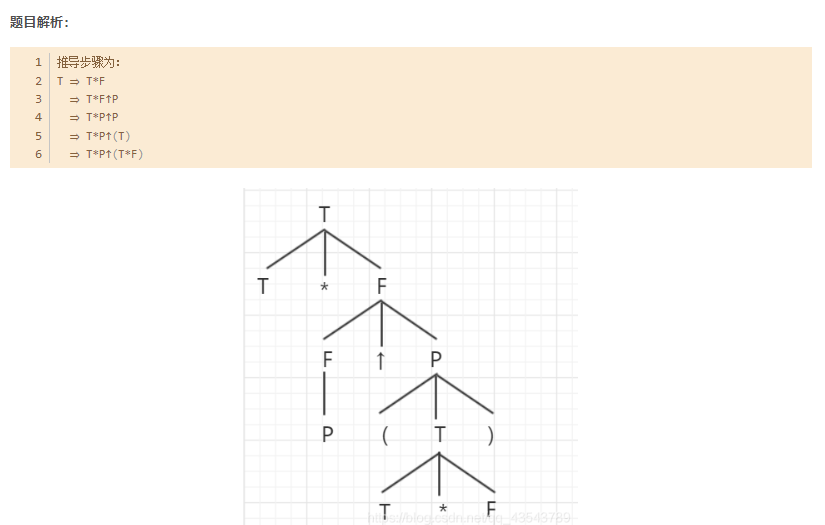 题目解析：
1 推导步骤为：
2 T ⇒ T*F
3 ⇒ T*F↑P
4 ⇒ T*P↑P
5 ⇒ T*P↑(T)
6 ⇒ T*P↑(T*F)
T
T * F
F ↑ P
P ( T )
T * F
https://blog.csdn.net/qq_43543789